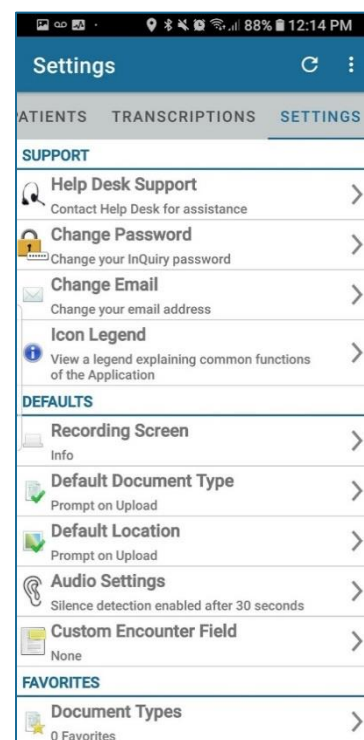 88% 12:14 PM
Settings
ATIENTS TRANSCRIPTIONS SETTINGS
SUPPORT
Help Desk Support
Contact Help Desk for assistance
Change Password
Change your InQuiry password
Change Email
Change your email address
Icon Legend
View a legend explaining common functions
of the Application
DEFAULTS
Recording Screen
Info
Default Document Type
Prompt on Upload
Default Location
Prompt on Upload
Audio Settings
Silence detection enabled after 30 seconds
Custom Encounter Field
None
FAVORITES
Document Types
0 Favorites